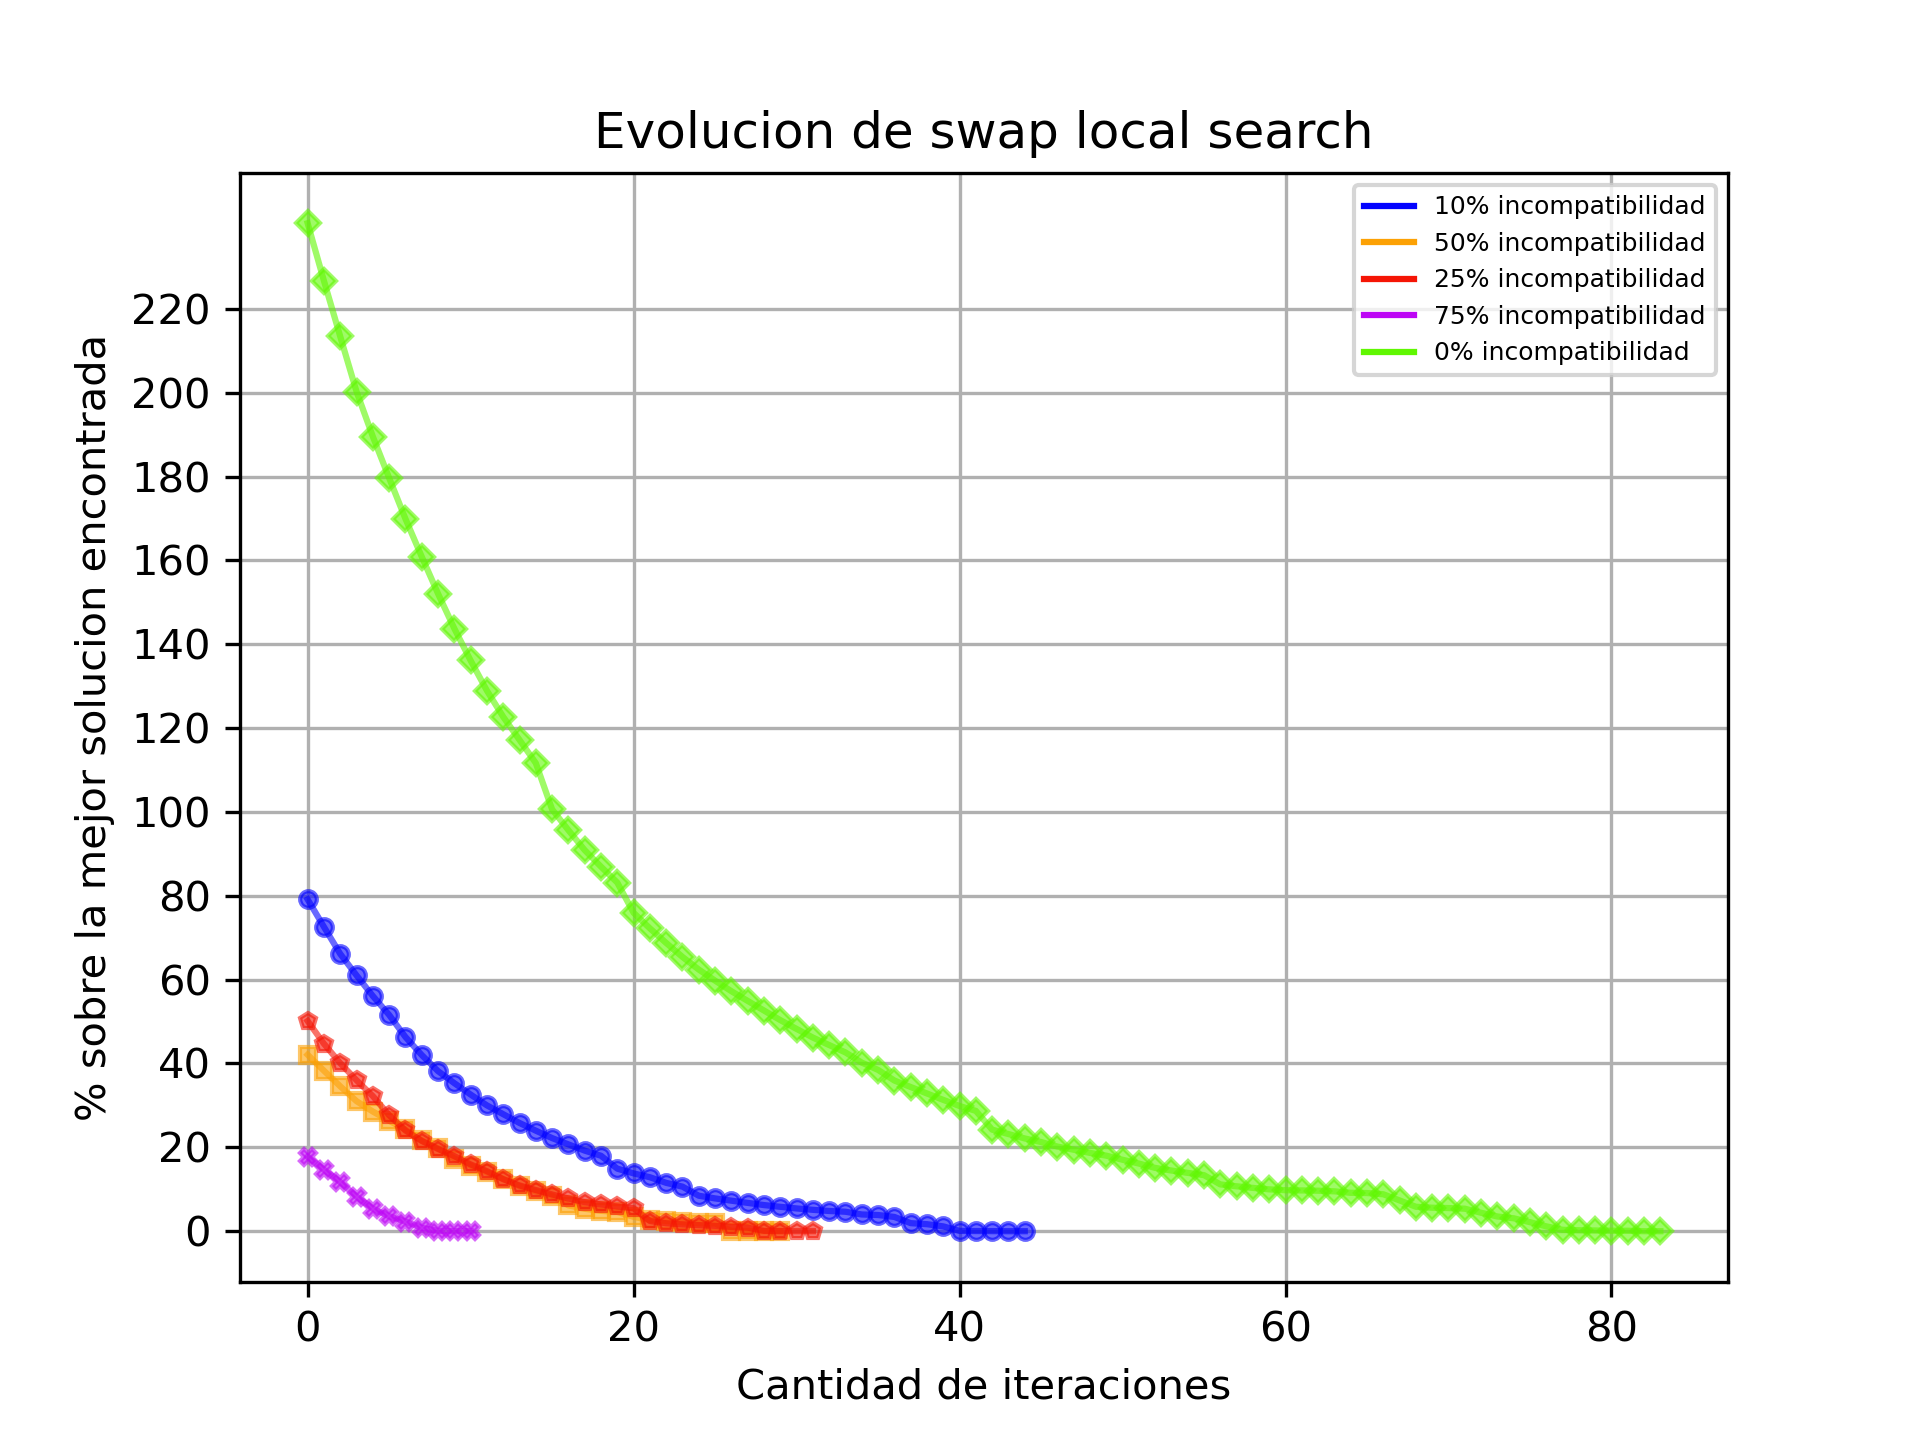 Evolucion de swap local search
10% incompatibilidad
50% incompatibilidad
25% incompatibilidad
75% incompatibilidad
0% incompatibilidad
% sobre la mejor solucion encontrada
220
200
180
160
140
120
100
80
60
40
20
0
0 20 40 60 80
Cantidad de iteraciones